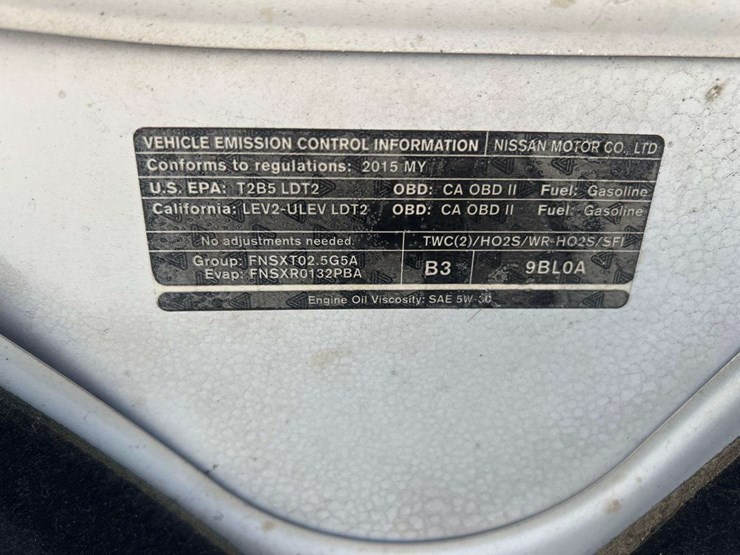 VEHICLE EMISSION CONTROL INFORMATION NISSAN MOTOR CO., LTD
Conforms to regulations: 2015 MY
U.S. EPA: T2B5 LDT2 OBD: CA OBD II Fuel: Gasoline
California: LEV2-ULEV LDT2 OBD: CA OBD II Fuel: Gasoline
No adjustments needed. TWC(2)/HO2S/WR-HO2S/SFI
Group: FNSXT02.5G5A
Evap: FNSXR0132PBA
B3 9BL0A
Engine Oil Viscosity: SAE 5W-30